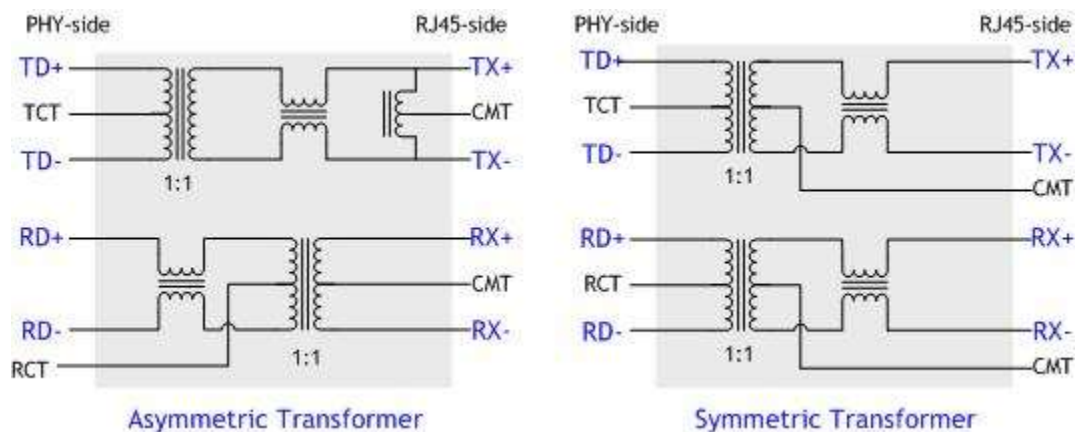 PHY-side RJ45-side PHY-side RJ45-side
TD+ TX+ TD+ TX+
TCT CMT TCT
TD- TX- TD- TX-
1:1 1:1 CMT
RD+ RX+ RD+ RX+
CMT RCT
RD- RX- RD- RX-
RCT 1:1 1:1 CMT
Asymmetric Transformer Symmetric Transformer